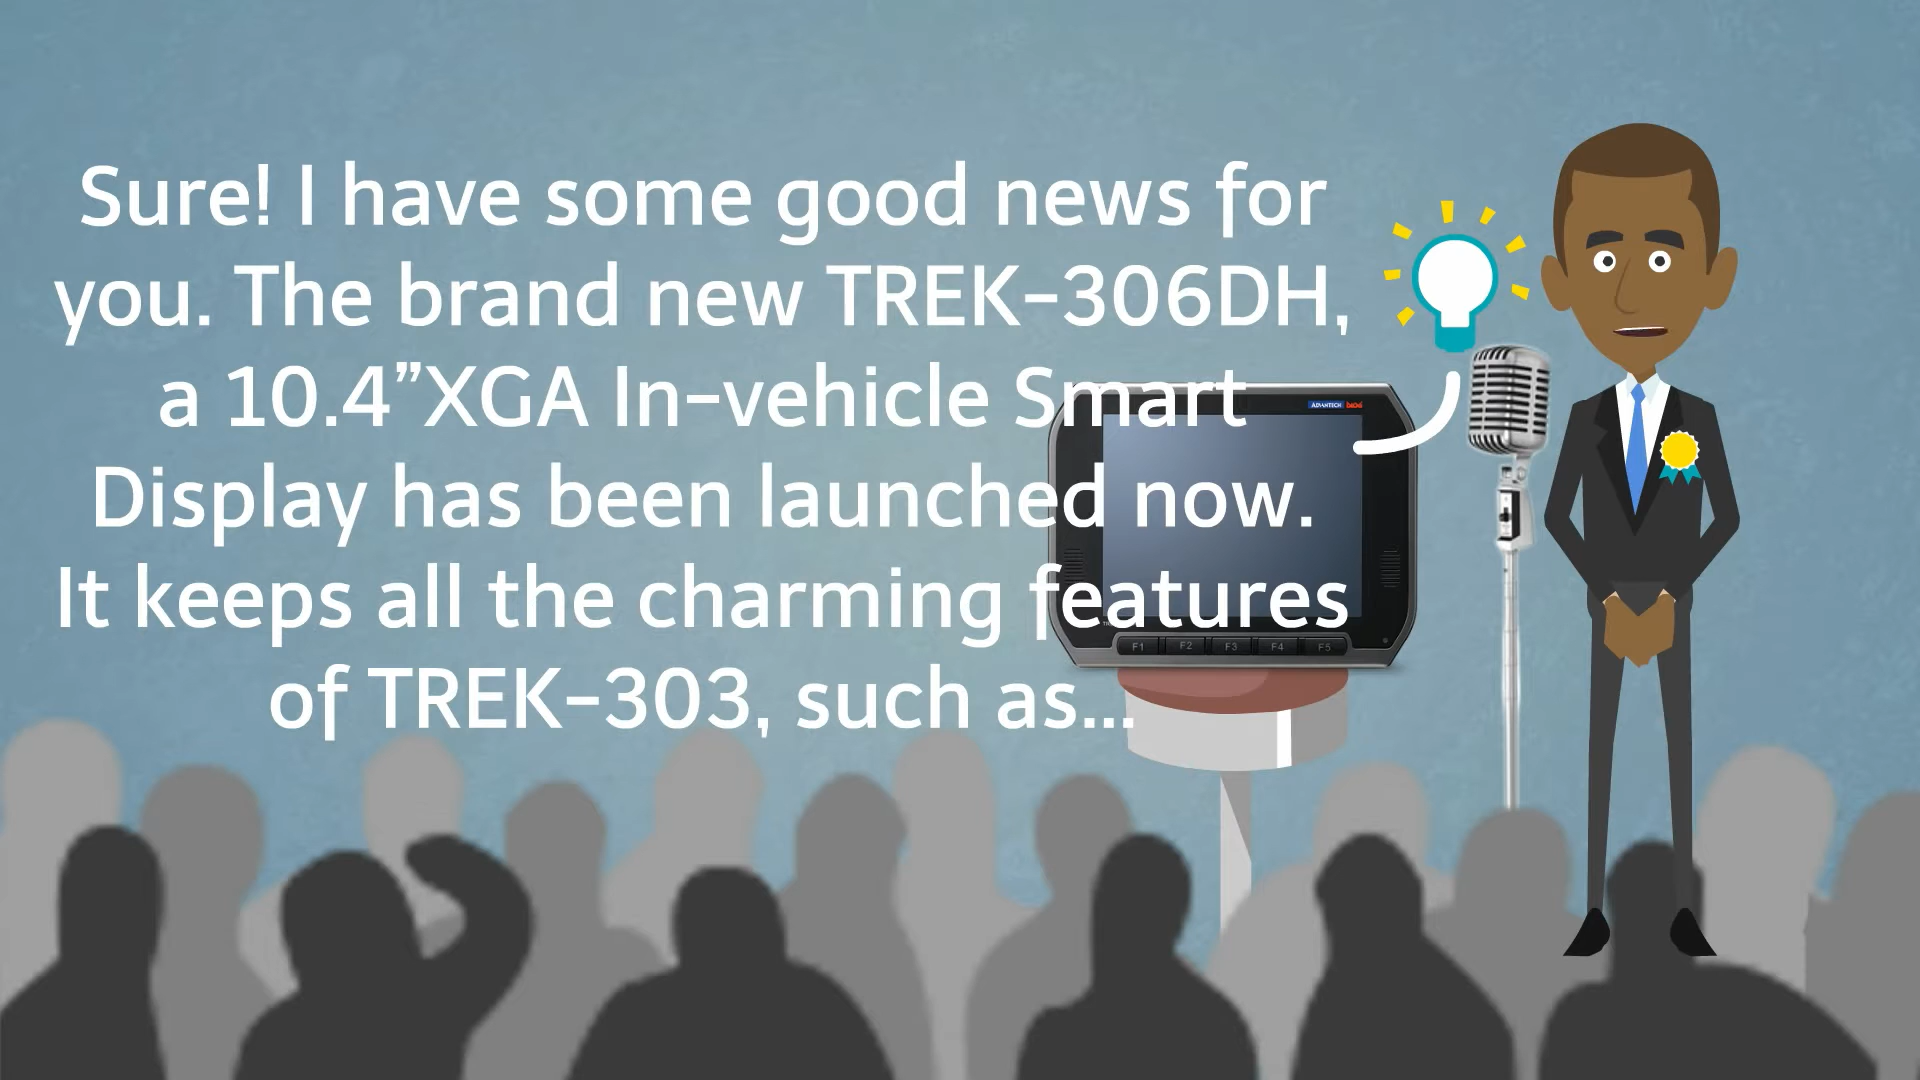 Sure! I have some good news for
you. The brand new TREK-306DH,
a 10.4”XGA In-vehicle Smart
Display has been launched now.
It keeps all the charming features
of TREK-303, such as...
ADVANTECH
F1 F2 F3 F4 F5